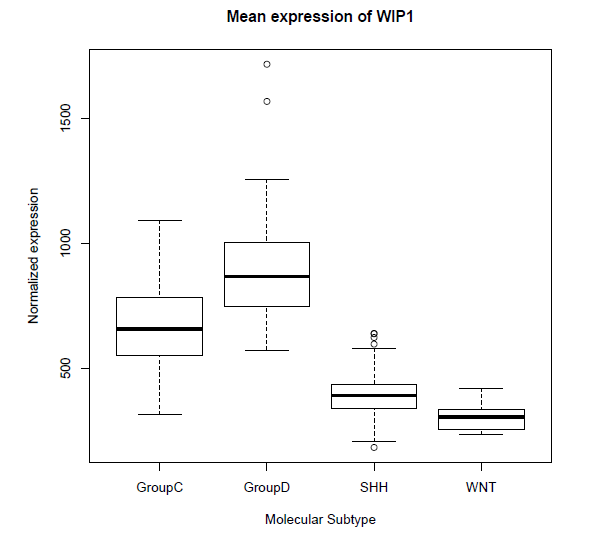 Mean expression of WIP1
Normalized expression
1500
1000
500
GroupC GroupD SHH WNT
Molecular Subtype